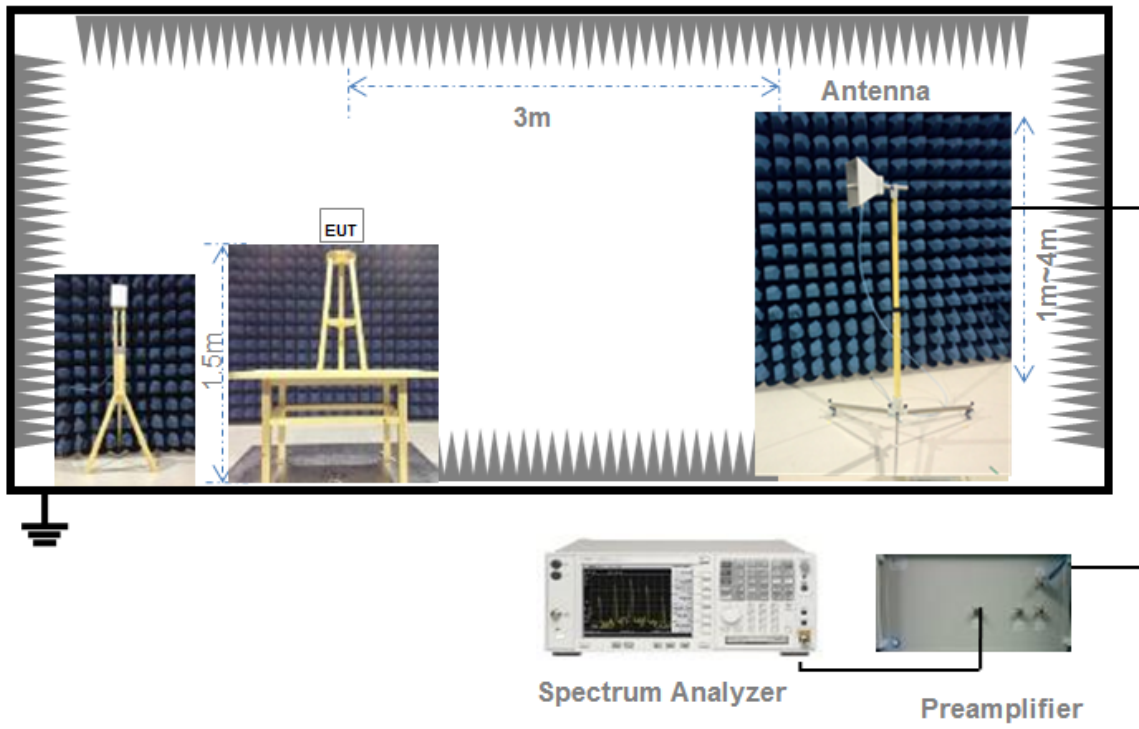 Antenna
3m
EUT
1.5m
1m~4m
Spectrum Analyzer
Preamplifier